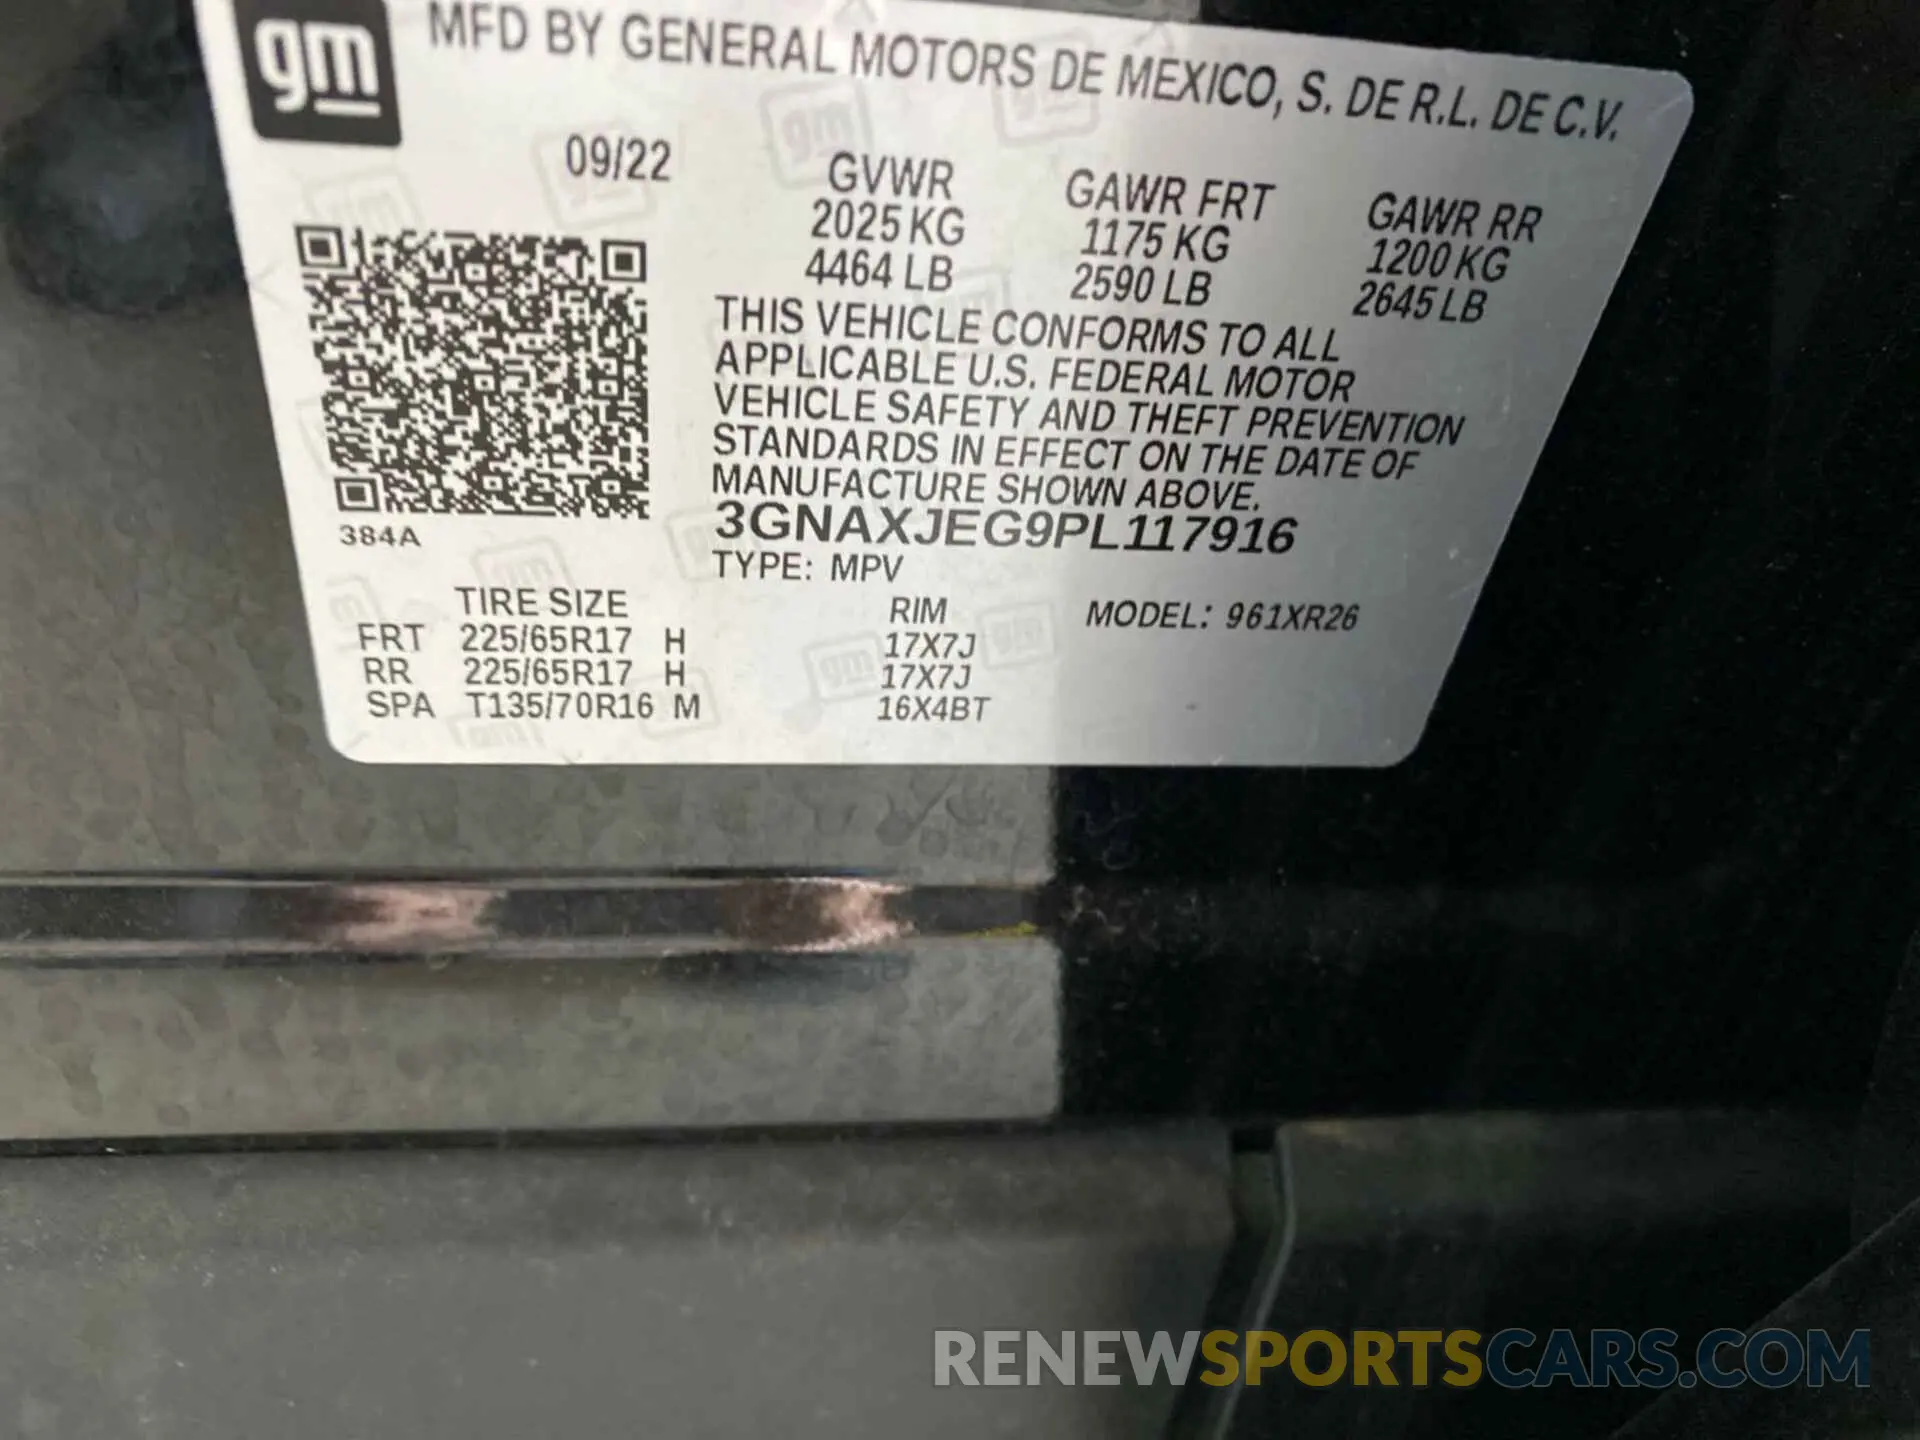 gm
MFD BY GENERAL MOTORS DE MEXICO, S. DE R.L. DE C.V.
09/22
GVWR GAWR FRT GAWR RR
2025 KG 1175 KG 1200 KG
4464 LB 2590 LB 2645 LB
THIS VEHICLE CONFORMS TO ALL
APPLICABLE U.S. FEDERAL MOTOR
VEHICLE SAFETY AND THEFT PREVENTION
STANDARDS IN EFFECT ON THE DATE OF
MANUFACTURE SHOWN ABOVE.
3GNAXJEG9PL117916
384A
TYPE: MPV
TIRE SIZE RIM MODEL: 961XR26
FRT 225/65R17 H 17X7J
RR 225/65R17 H 17X7J
SPA T135/70R16 M 16X4BT
RENEWSPORTSCARS.COM